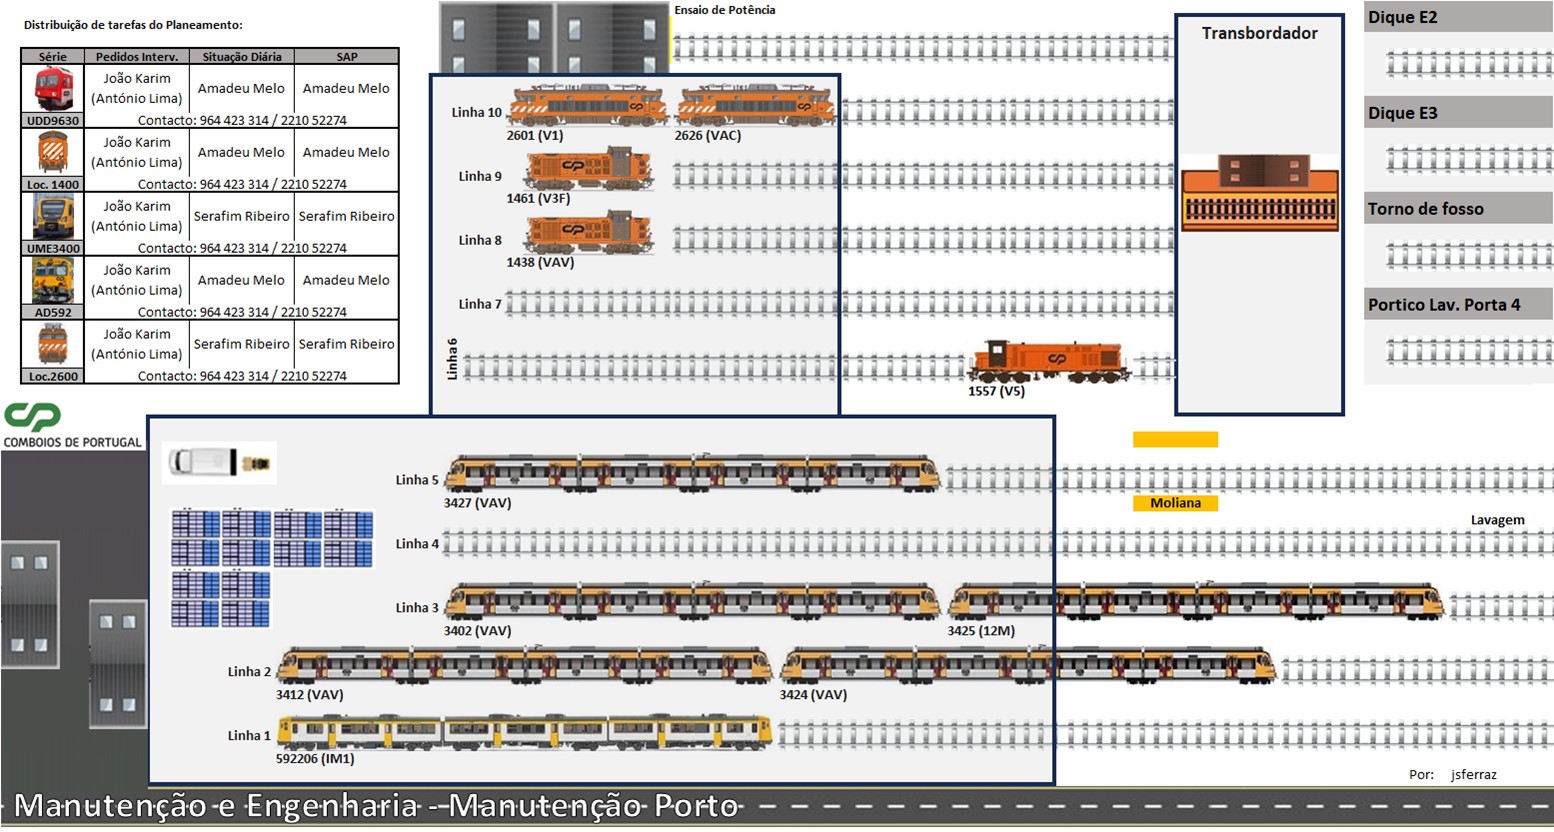 Distribuição de tarefas do Planeamento:
Série Pedidos Interv. Situação Diária SAP
João Karim
(António Lima) Amadeu Melo Amadeu Melo
UDD9630 Contacto: 964 423 314 / 2210 52274
João Karim
(António Lima) Amadeu Melo Amadeu Melo
Loc. 1400 Contacto: 964 423 314 / 2210 52274
João Karim
(António Lima) Serafim Ribeiro Serafim Ribeiro
UME3400 Contacto: 964 423 314 / 2210 52274
João Karim
(António Lima) Amadeu Melo Amadeu Melo
AD592 Contacto: 964 423 314 / 2210 52274
João Karim
(António Lima) Serafim Ribeiro Serafim Ribeiro
Loc.2600 Contacto: 964 423 314 / 2210 52274
CP
COMBOIOS DE PORTUGAL
Ensaio de Potência
Linha 10
2601 (V1) 2626 (VAC)
Linha 9
1461 (V3F)
Linha 8
1438 (VAV)
Linha 7
Linha 6
1557 (V5)
Transbordador
Dique E2
Dique E3
Torno de fosso
Portico Lav. Porta 4
Linha 5
3427 (VAV)
Moliana
Lavagem
Linha 4
Linha 3
3402 (VAV) 3425 (12M)
Linha 2
3412 (VAV) 3424 (VAV)
Linha 1
592206 (IM1)
Por: jsferraz
Manutenção e Engenharia - Manutenção Porto